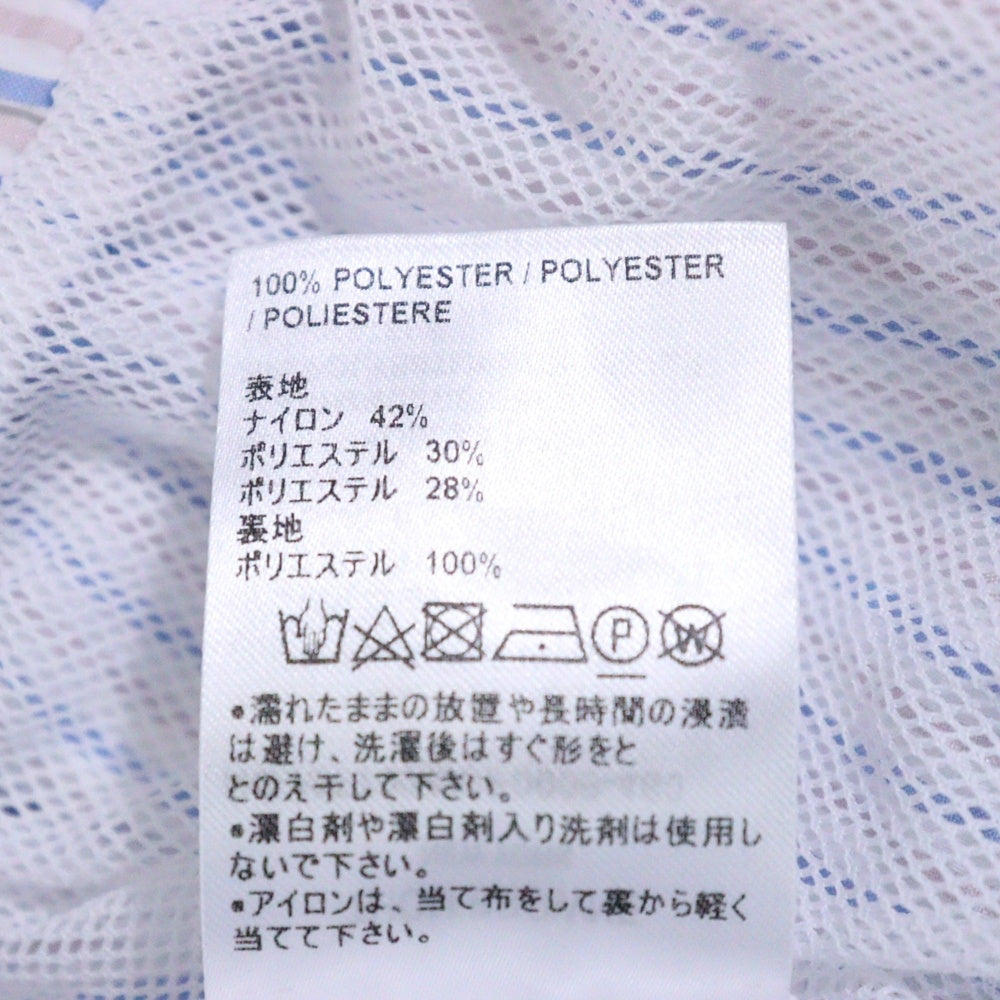 100% POLYESTER / POLYESTER
/ POLIESTERE
表地
ナイロン 42%
ポリエステル 30%
ポリエステル 28%
裏地
ポリエステル 100%
P W
●濡れたままの放置や長時間の浸漬
は避け、洗濯後はすぐ形をと
とのえ干して下さい。
●漂白剤や漂白剤入り洗剤は使用し
ないで下さい。
●アイロンは、当て布をして裏から軽く
当てて下さい。